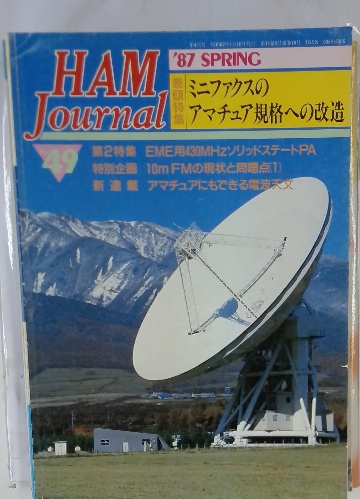 HAM
Journal
'87 SPRING
ミニファクスの
アマチュア規格への改造
49
第2特集 EME用430MHzソリッドステートPA
特別企画 10m FMの現状と問題点[1]
新連載 アマチュアにもできる電波天文